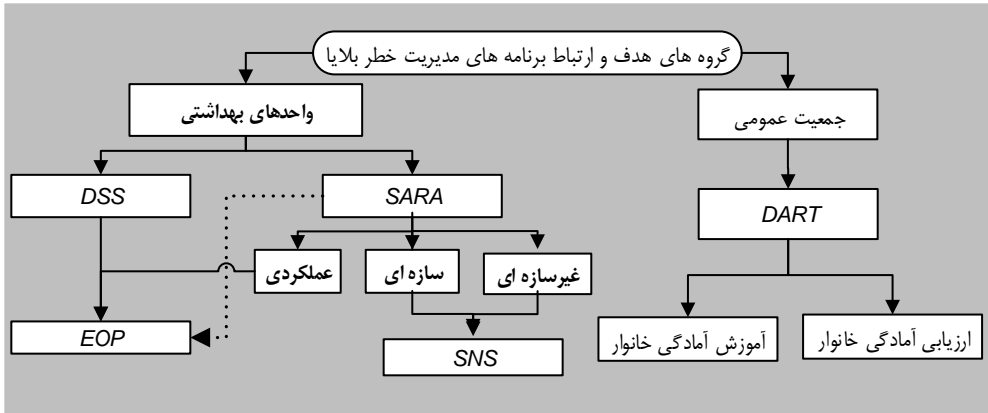 گروه های هدف و ارتباط برنامه های مدیریت خطر بلایا
واحدهای بهداشتی
جمعیت عمومی
DSS
SARA
DART
عملکردی
سازه ای
غیرسازه ای
EOP
SNS
آموزش آمادگی خانوار
ارزیابی آمادگی خانوار